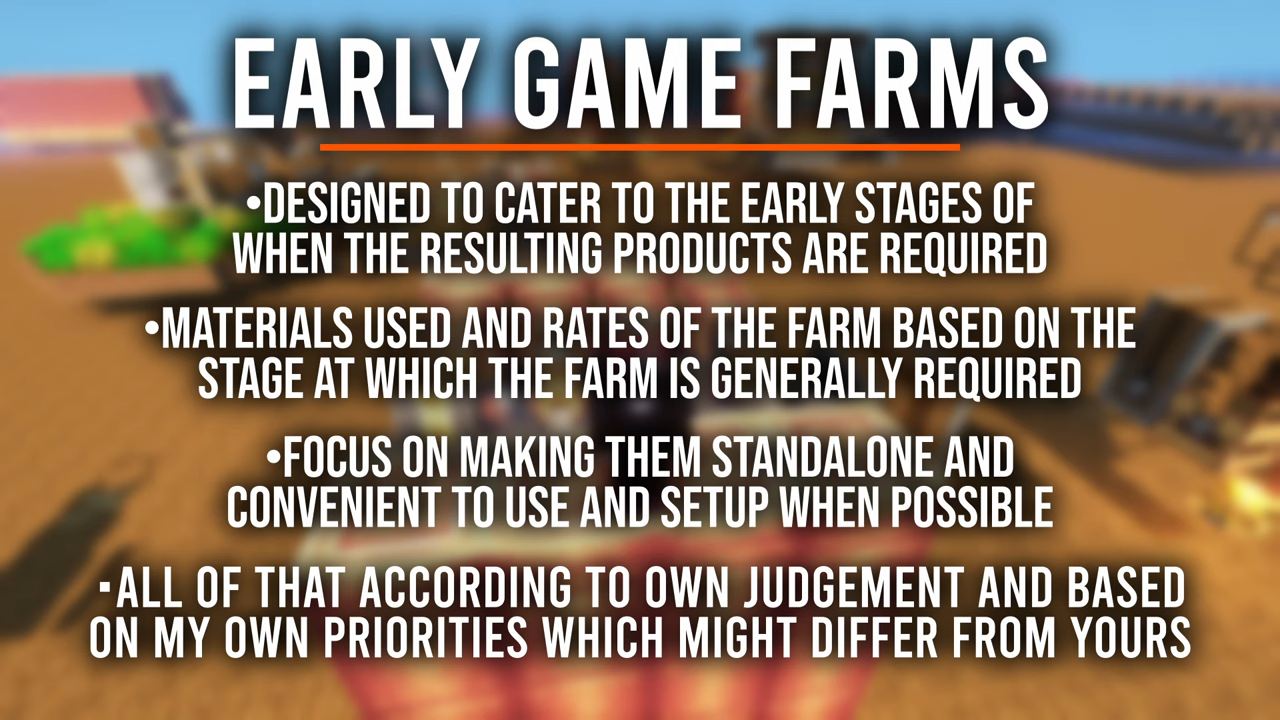 EARLY GAME FARMS
•DESIGNED TO CATER TO THE EARLY STAGES OF
WHEN THE RESULTING PRODUCTS ARE REQUIRED
•MATERIALS USED AND RATES OF THE FARM BASED ON THE
STAGE AT WHICH THE FARM IS GENERALLY REQUIRED
•FOCUS ON MAKING THEM STANDALONE AND
CONVENIENT TO USE AND SETUP WHEN POSSIBLE
•ALL OF THAT ACCORDING TO OWN JUDGEMENT AND BASED
ON MY OWN PRIORITIES WHICH MIGHT DIFFER FROM YOURS